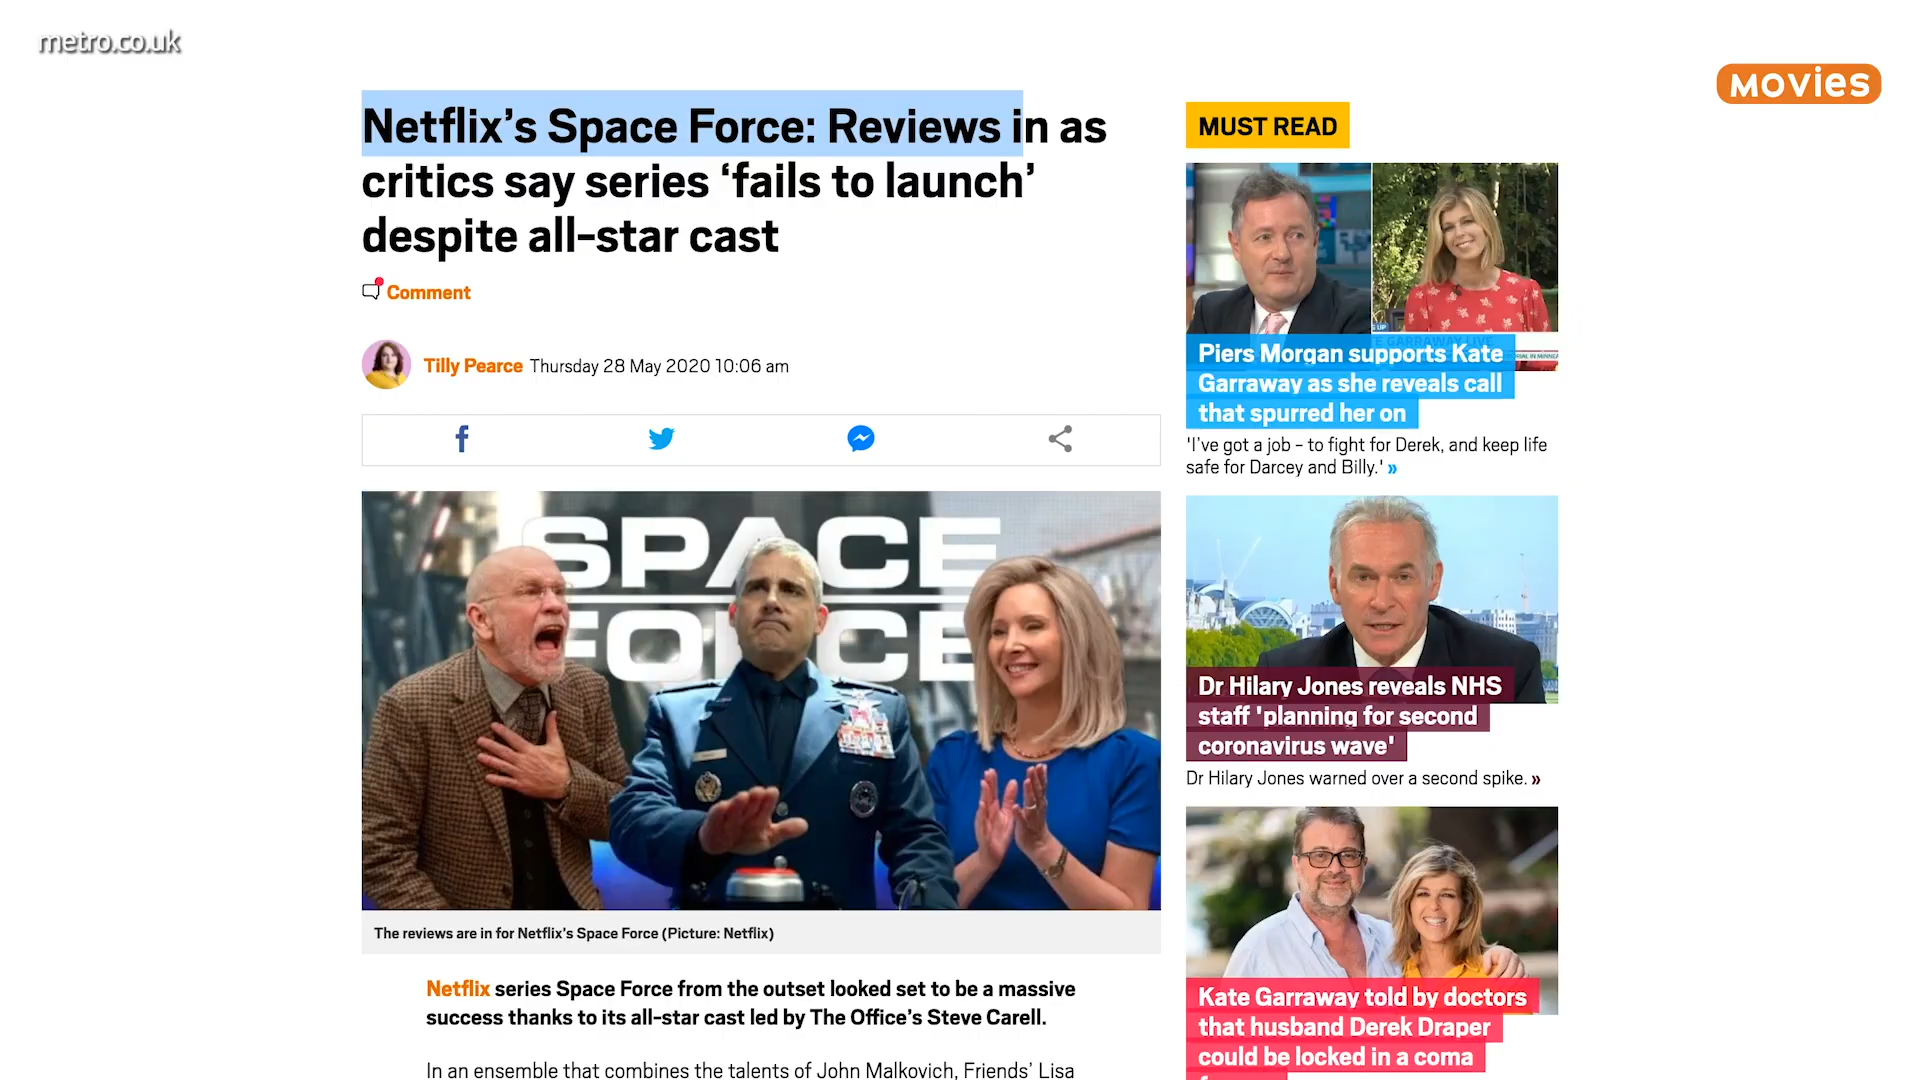 metro.co.uk
MOVies
Netflix’s Space Force: Reviews in as
critics say series ‘fails to launch’
despite all-star cast
Comment
Tilly Pearce Thursday 28 May 2020 10:06 am
SPACE
FORCE
The reviews are in for Netflix’s Space Force (Picture: Netflix)
Netflix series Space Force from the outset looked set to be a massive
success thanks to its all-star cast led by The Office’s Steve Carell.
In an ensemble that combines the talents of John Malkovich, Friends’ Lisa
MUST READ
Piers Morgan supports Kate
Garraway as she reveals call
that spurred her on
'I’ve got a job – to fight for Derek, and keep life
safe for Darcey and Billy.' »
Dr Hilary Jones reveals NHS
staff 'planning for second
coronavirus wave'
Dr Hilary Jones warned over a second spike. »
Kate Garraway told by doctors
that husband Derek Draper
could be locked in a coma